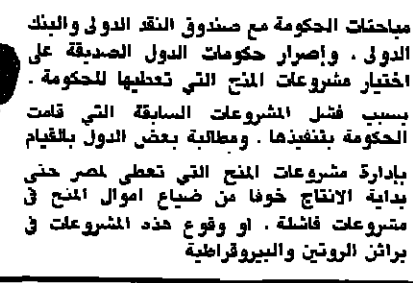 مباحثات الحكومة مع صندوق النقد الدولى والبنك
الدولى . وإصرار حكومات الدول الصديقة على
اختيار مشروعات المنح التي تعطيها للحكومة .
بسبب فشل المشروعات السابقة التي قامت
الحكومة بتنفيذها . ومطالبة بعض الدول بالقيام
بإدارة مشروعات المنح التي تعطى لمصر حتى
بداية الانتاج خوفا من ضياع اموال المنح في
مشروعات فاشلة . او وقوع هذه المشروعات في
براثن الروتين والبيروقراطية